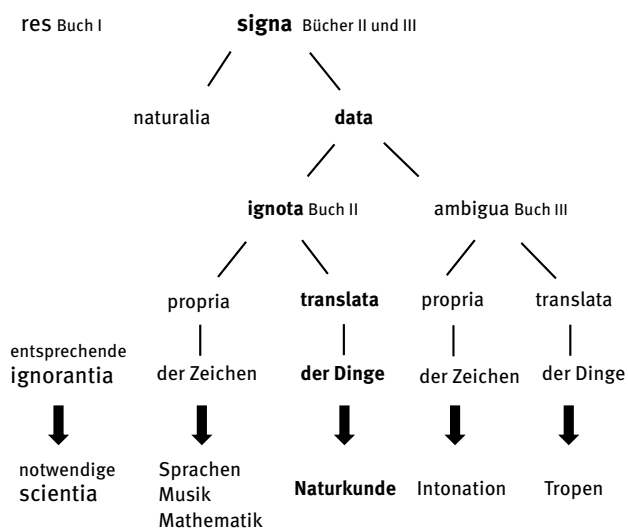 res Buch I signa Bücher II und III
naturalia data
ignota Buch II ambigua Buch III
propria translata propria translata
entsprechende
ignorantia der Zeichen der Dinge der Zeichen der Dinge
notwendige Sprachen
scientia Musik Naturkunde Intonation Tropen
Mathematik